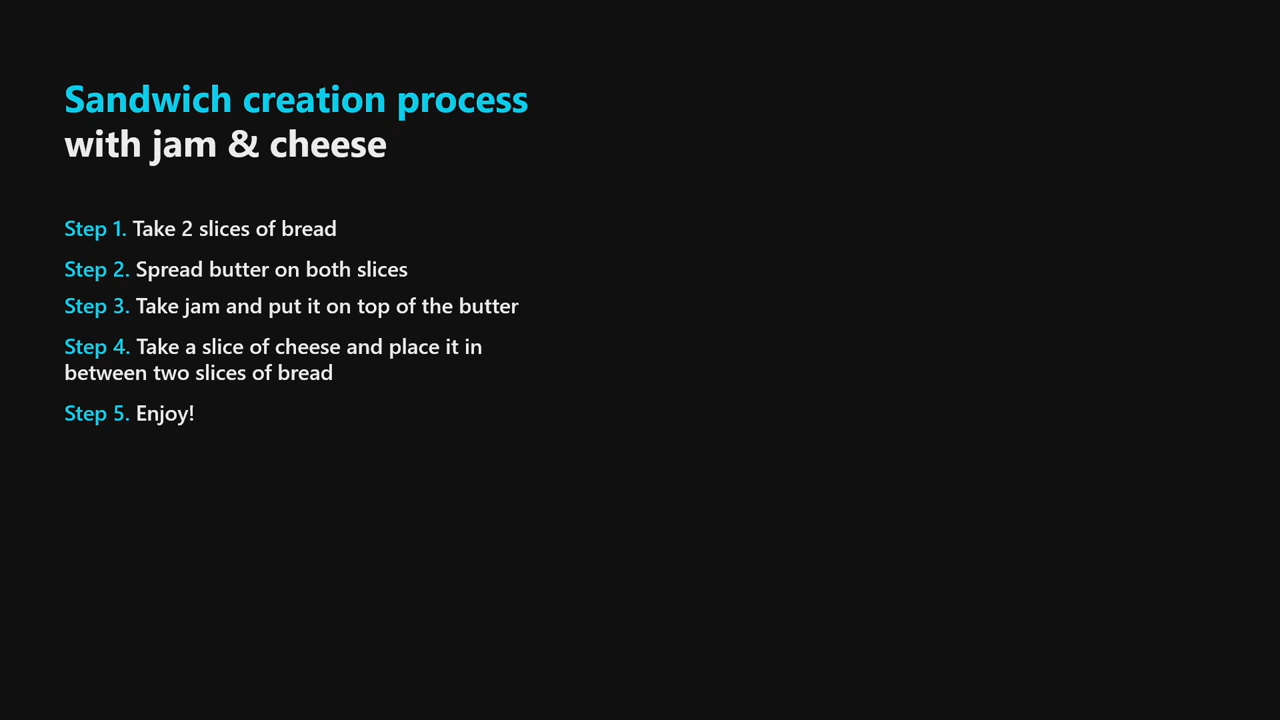 Sandwich creation process
with jam & cheese
Step 1. Take 2 slices of bread
Step 2. Spread butter on both slices
Step 3. Take jam and put it on top of the butter
Step 4. Take a slice of cheese and place it in
between two slices of bread
Step 5. Enjoy!